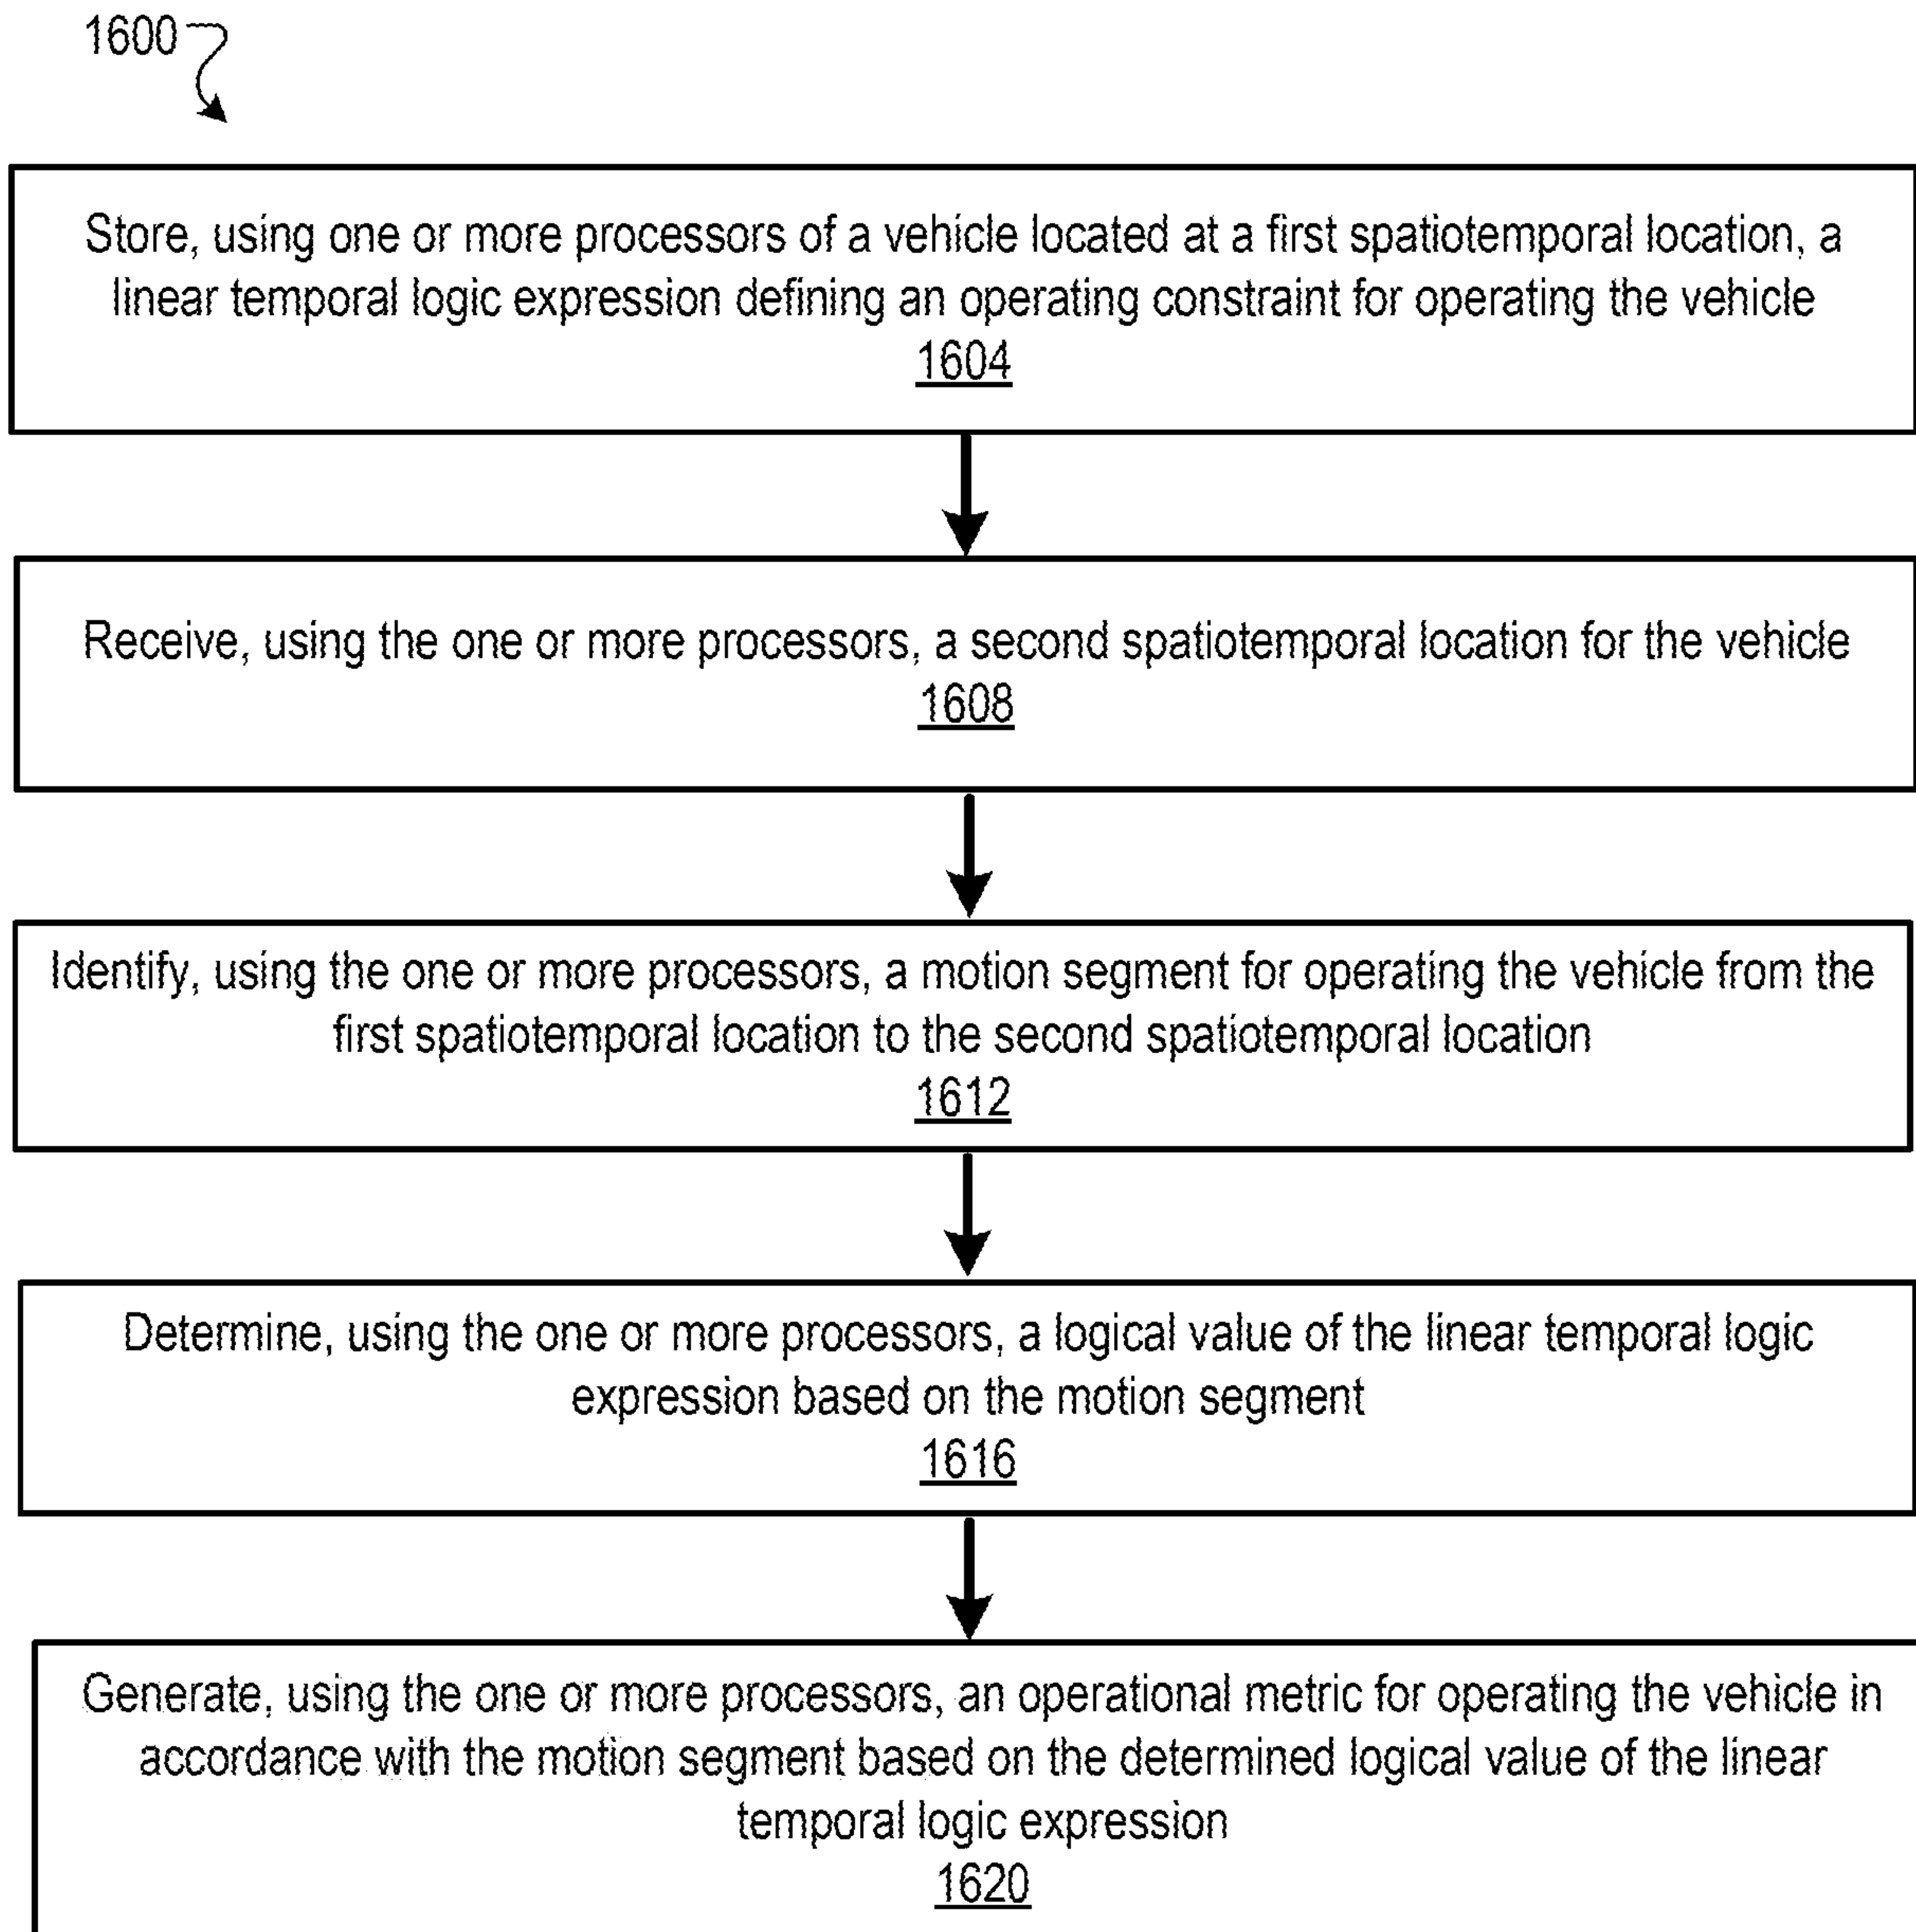 1600
Store, using one or more processors of a vehicle located at a first spatiotemporal location, a
linear temporal logic expression defining an operating constraint for operating the vehicle
1604
Receive, using the one or more processors, a second spatiotemporal location for the vehicle
1608
Identify, using the one or more processors, a motion segment for operating the vehicle from the
first spatiotemporal location to the second spatiotemporal location
1612
Determine, using the one or more processors, a logical value of the linear temporal logic
expression based on the motion segment
1616
Generate, using the one or more processors, an operational metric for operating the vehicle in
accordance with the motion segment based on the determined logical value of the linear
temporal logic expression
1620